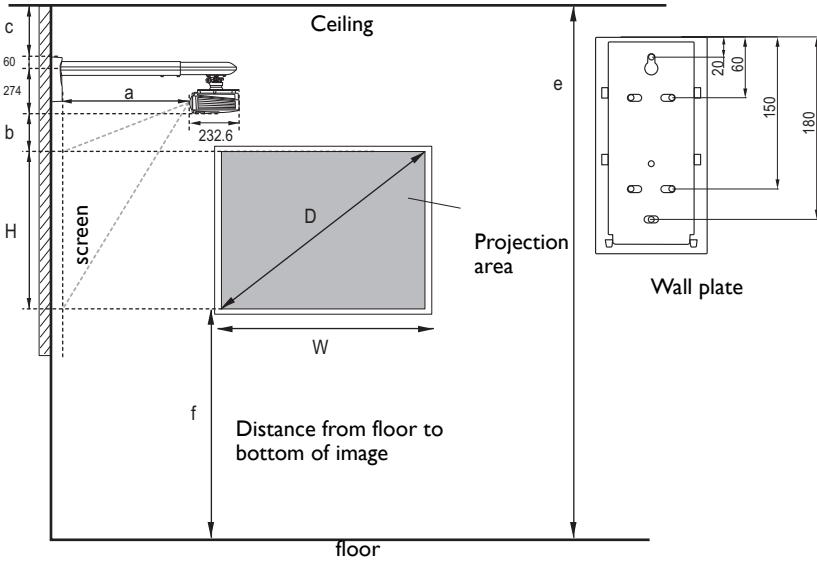 c
Ceiling
60
274
a
e
b
232.6
20
60
150
180
H
screen
D
Projection
area
Wall plate
W
f
Distance from floor to
bottom of image
floor